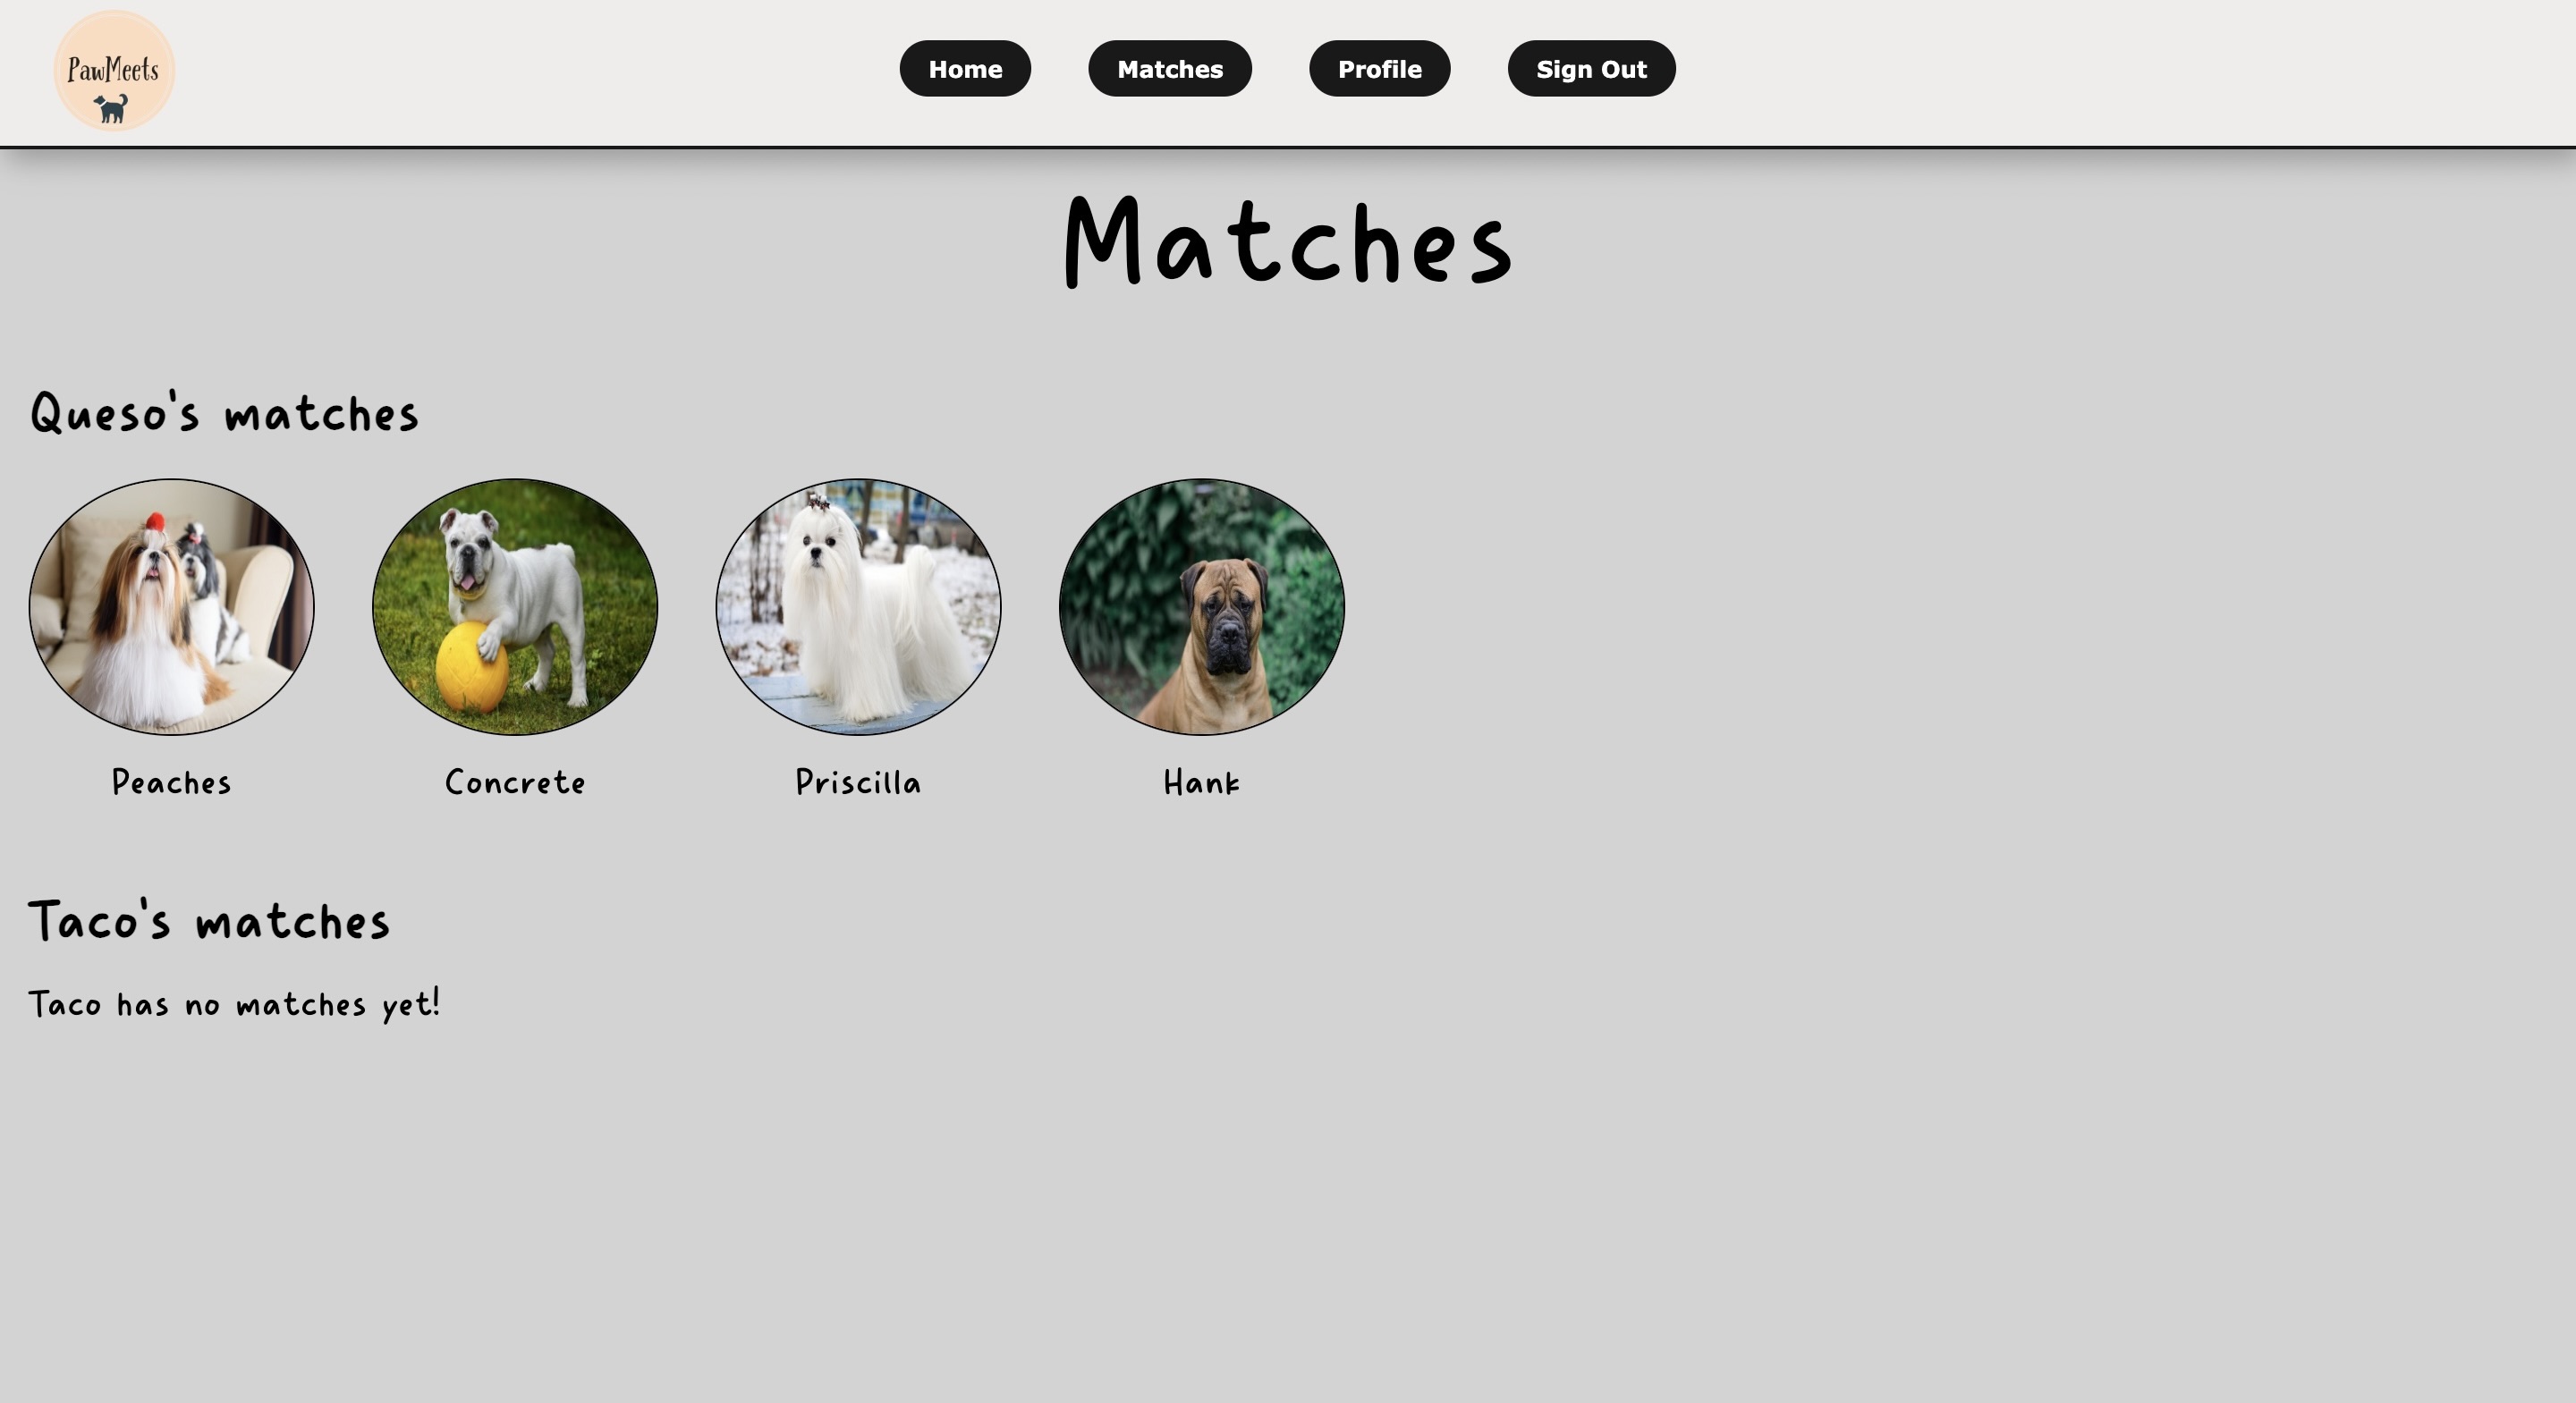 PawMeets
Home Matches Profile Sign Out
Matches
Queso's matches
Peaches Concrete Priscilla Hank
Taco's matches
Taco has no matches yet!